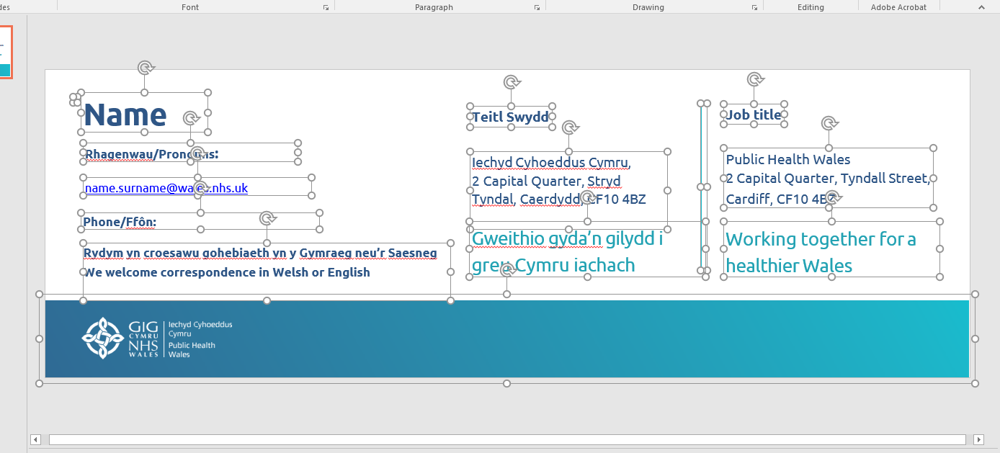 des
Font
Paragraph
Drawing
Editing
Adobe Acrobat
Name
Rhagenwau/Pronouns:
name.surname@wales.nhs.uk
Phone/Ffôn:
Rydym yn croesawu gohebiaeth yn y Gymraeg neu'r Saesneg
We welcome correspondence in Welsh or English
Teitl Swydd
Iechyd Cyhoeddus Cymru,
2 Capital Quarter, Stryd
Tyndal, Caerdydd, CF10 4BZ
Gweithio gyda'n gilydd i
greu Cymru iachach
Job title
Public Health Wales
2 Capital Quarter, Tyndall Street,
Cardiff, CF10 4BZ
Working together for a
healthier Wales
GIG
CYMRU
NHS
WALES
Iechyd Cyhoeddus
Cymru
Public Health
Wales